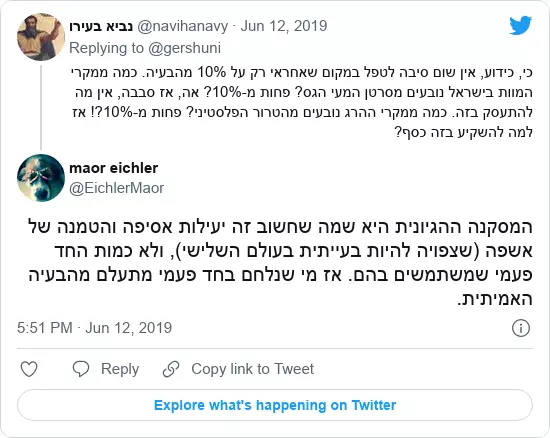 נביא בעירו @navihanavy · Jun 12, 2019
Replying to @gershuni
כי, כידוע, אין שום סיבה לטפל במקום שאחראי רק על 10% מהבעיה. כמה ממקרי
המוות בישראל נובעים מסרטן המעי הגס? פחות מ-10%? אה, אז סבבה, אין מה
להתעסק בזה. כמה ממקרי ההרג נובעים מהטרור הפלסטיני? פחות מ-10%?! אז
למה להשקיע בזה כסף?
maor eichler
@EichlerMaor
המסקנה ההגיונית היא שמה שחשוב זה יעילות אסיפה והטמנה של
אשפה (שצפויה להיות בעייתית בעולם השלישי), ולא כמות החד
פעמי שמשתמשים בהם. אז מי שנלחם בחד פעמי מתעלם מהבעיה
האמיתית.
5:51 PM · Jun 12, 2019
Reply
Copy link to Tweet
Explore what's happening on Twitter